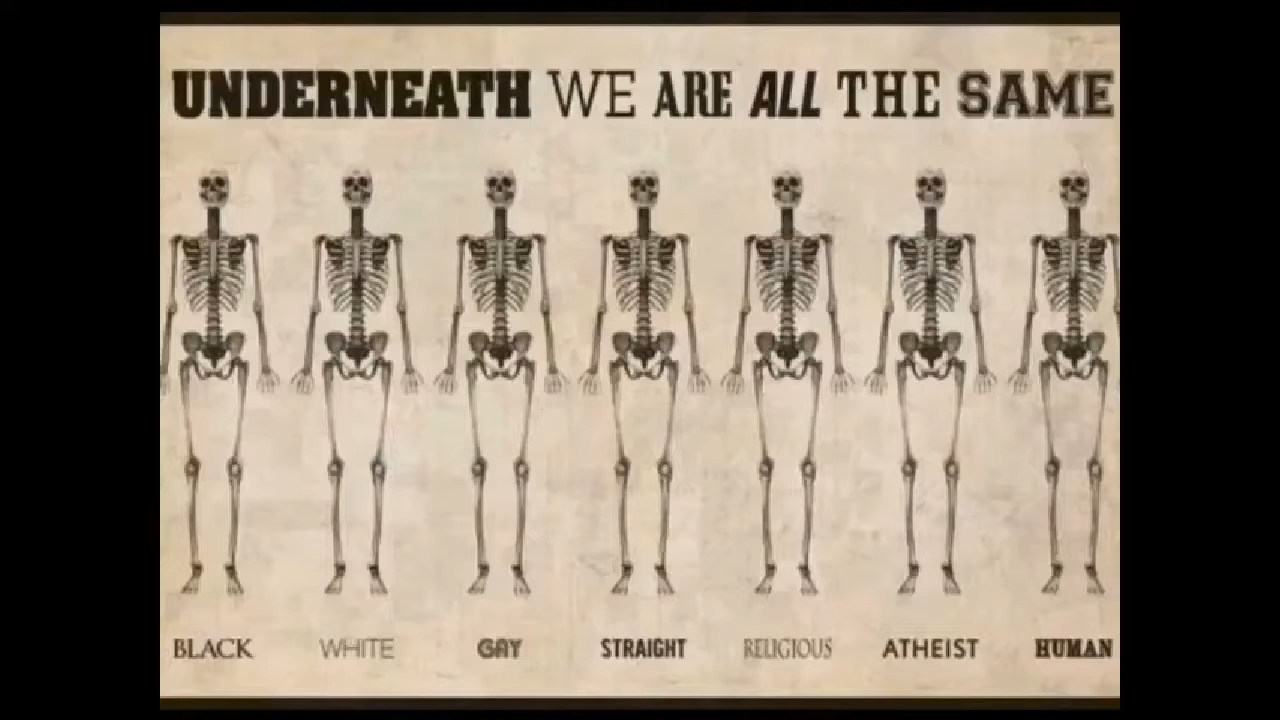 UNDERNEATH WE ARE ALL THE SAME
BLACK WHITE GAY STRAIGHT RELIGIOUS ATHEIST HUMAN